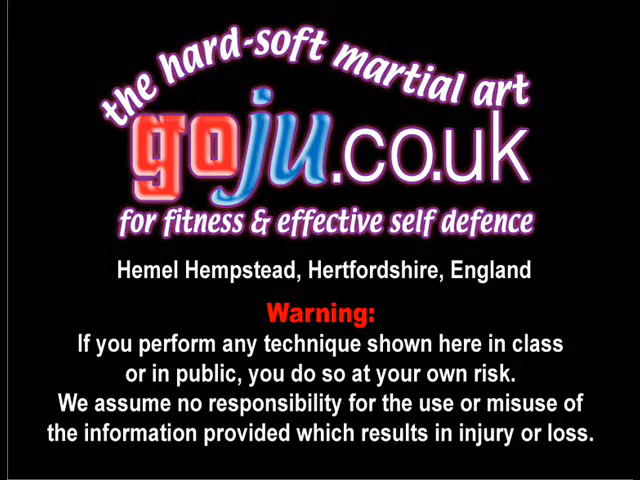 the hard-soft martial art
goju.co.uk
for fitness & effective self defence
Hemel Hempstead, Hertfordshire, England
Warning:
If you perform any technique shown here in class
or in public, you do so at your own risk.
We assume no responsibility for the use or misuse of
the information provided which results in injury or loss.